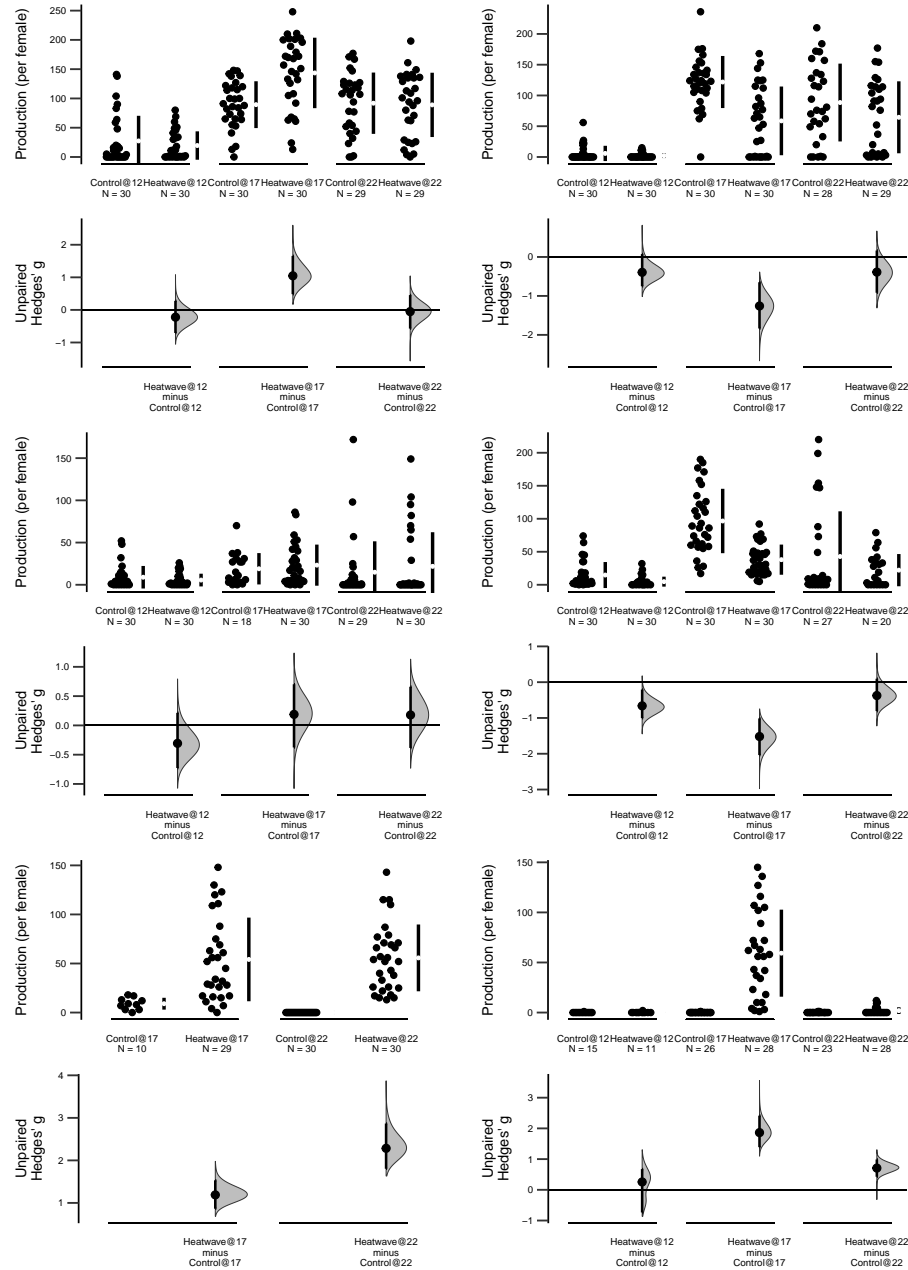 Production (per female)
250
200
150
100
50
0
Control@12 Heatwave@12 Control@17 Heatwave@17 Control@22 Heatwave@22
N = 30 N = 30 N = 30 N = 30 N = 29 N = 29
Unpaired
Hedges' g
2
1
0
−1
Heatwave@12 Heatwave@17 Heatwave@22
minus minus minus
Control@12 Control@17 Control@22
Production (per female)
200
150
100
50
0
Control@12 Heatwave@12 Control@17 Heatwave@17 Control@22 Heatwave@22
N = 30 N = 30 N = 30 N = 30 N = 28 N = 29
Unpaired
Hedges' g
0
−1
−2
Heatwave@12 Heatwave@17 Heatwave@22
minus minus minus
Control@12 Control@17 Control@22
Production (per female)
150
100
50
0
Control@12 Heatwave@12 Control@17 Heatwave@17 Control@22 Heatwave@22
N = 30 N = 30 N = 18 N = 30 N = 29 N = 30
Unpaired
Hedges' g
1.0
0.5
0.0
−0.5
−1.0
Heatwave@12 Heatwave@17 Heatwave@22
minus minus minus
Control@12 Control@17 Control@22
Production (per female)
200
150
100
50
0
Control@12 Heatwave@12 Control@17 Heatwave@17 Control@22 Heatwave@22
N = 30 N = 30 N = 30 N = 30 N = 27 N = 20
Unpaired
Hedges' g
1
0
−1
−2
−3
Heatwave@12 Heatwave@17 Heatwave@22
minus minus minus
Control@12 Control@17 Control@22
Production (per female)
150
100
50
0
Control@17 Heatwave@17 Control@22 Heatwave@22
N = 10 N = 29 N = 30 N = 30
Unpaired
Hedges' g
4
3
2
1
Heatwave@17 Heatwave@22
minus minus
Control@17 Control@22
Production (per female)
150
100
50
0
Control@12 Heatwave@12 Control@17 Heatwave@17 Control@22 Heatwave@22
N = 15 N = 11 N = 26 N = 28 N = 23 N = 28
Unpaired
Hedges' g
3
2
1
0
−1
Heatwave@12 Heatwave@17 Heatwave@22
minus minus minus
Control@12 Control@17 Control@22